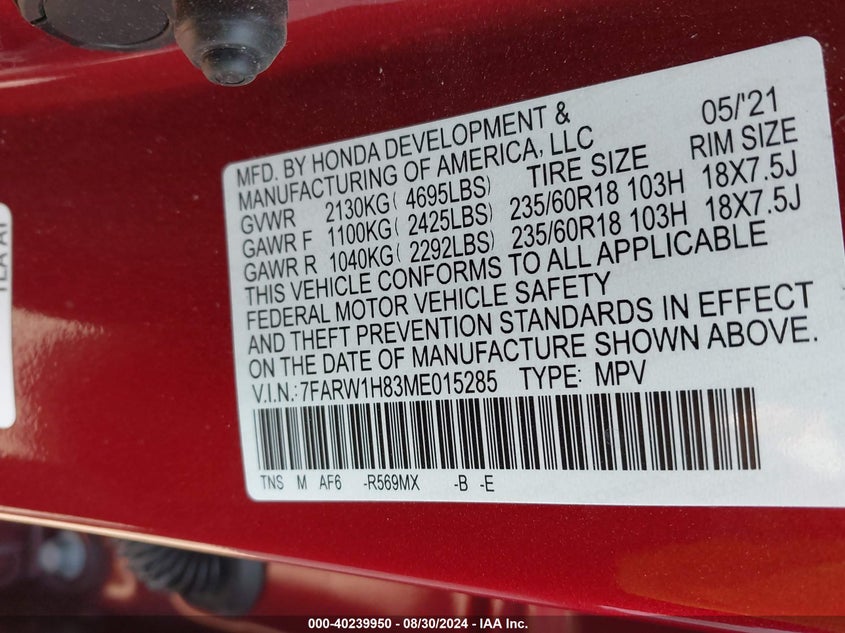 MFD. BY HONDA DEVELOPMENT & 05/'21
MANUFACTURING OF AMERICA, LLC
TIRE SIZE RIM SIZE
GVWR 2130KG( 4695LBS)
GAWR F 1100KG( 2425LBS) 235/60R18 103H 18X7.5J
GAWR R 1040KG( 2292LBS) 235/60R18 103H 18X7.5J
THIS VEHICLE CONFORMS TO ALL APPLICABLE
FEDERAL MOTOR VEHICLE SAFETY
AND THEFT PREVENTION STANDARDS IN EFFECT
ON THE DATE OF MANUFACTURE SHOWN ABOVE.
V.I.N.: 7FARW1H83ME015285 TYPE: MPV
TNS M AF6 -R569MX -B -E
000-40239950 - 08/30/2024 - IAA Inc.